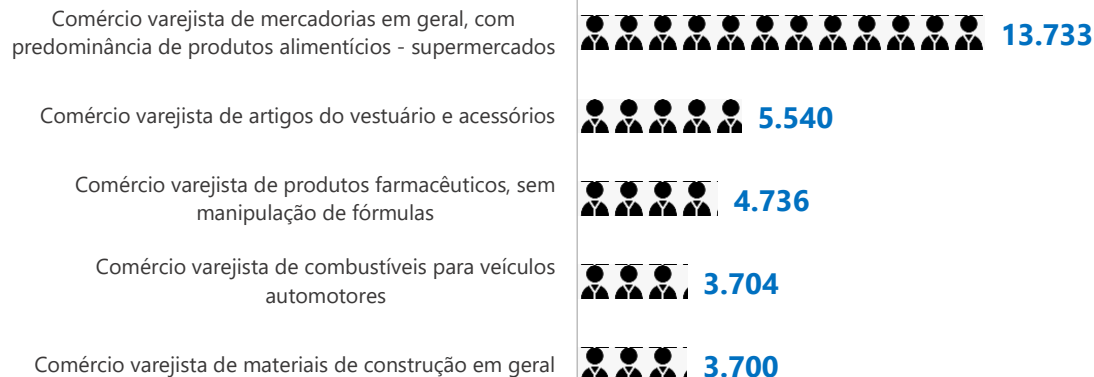 Comércio varejista de mercadorias em geral, com
predominância de produtos alimentícios - supermercados
13.733
Comércio varejista de artigos do vestuário e acessórios
5.540
Comércio varejista de produtos farmacêuticos, sem
manipulação de fórmulas
4.736
Comércio varejista de combustíveis para veículos
automotores
3.704
Comércio varejista de materiais de construção em geral
3.700